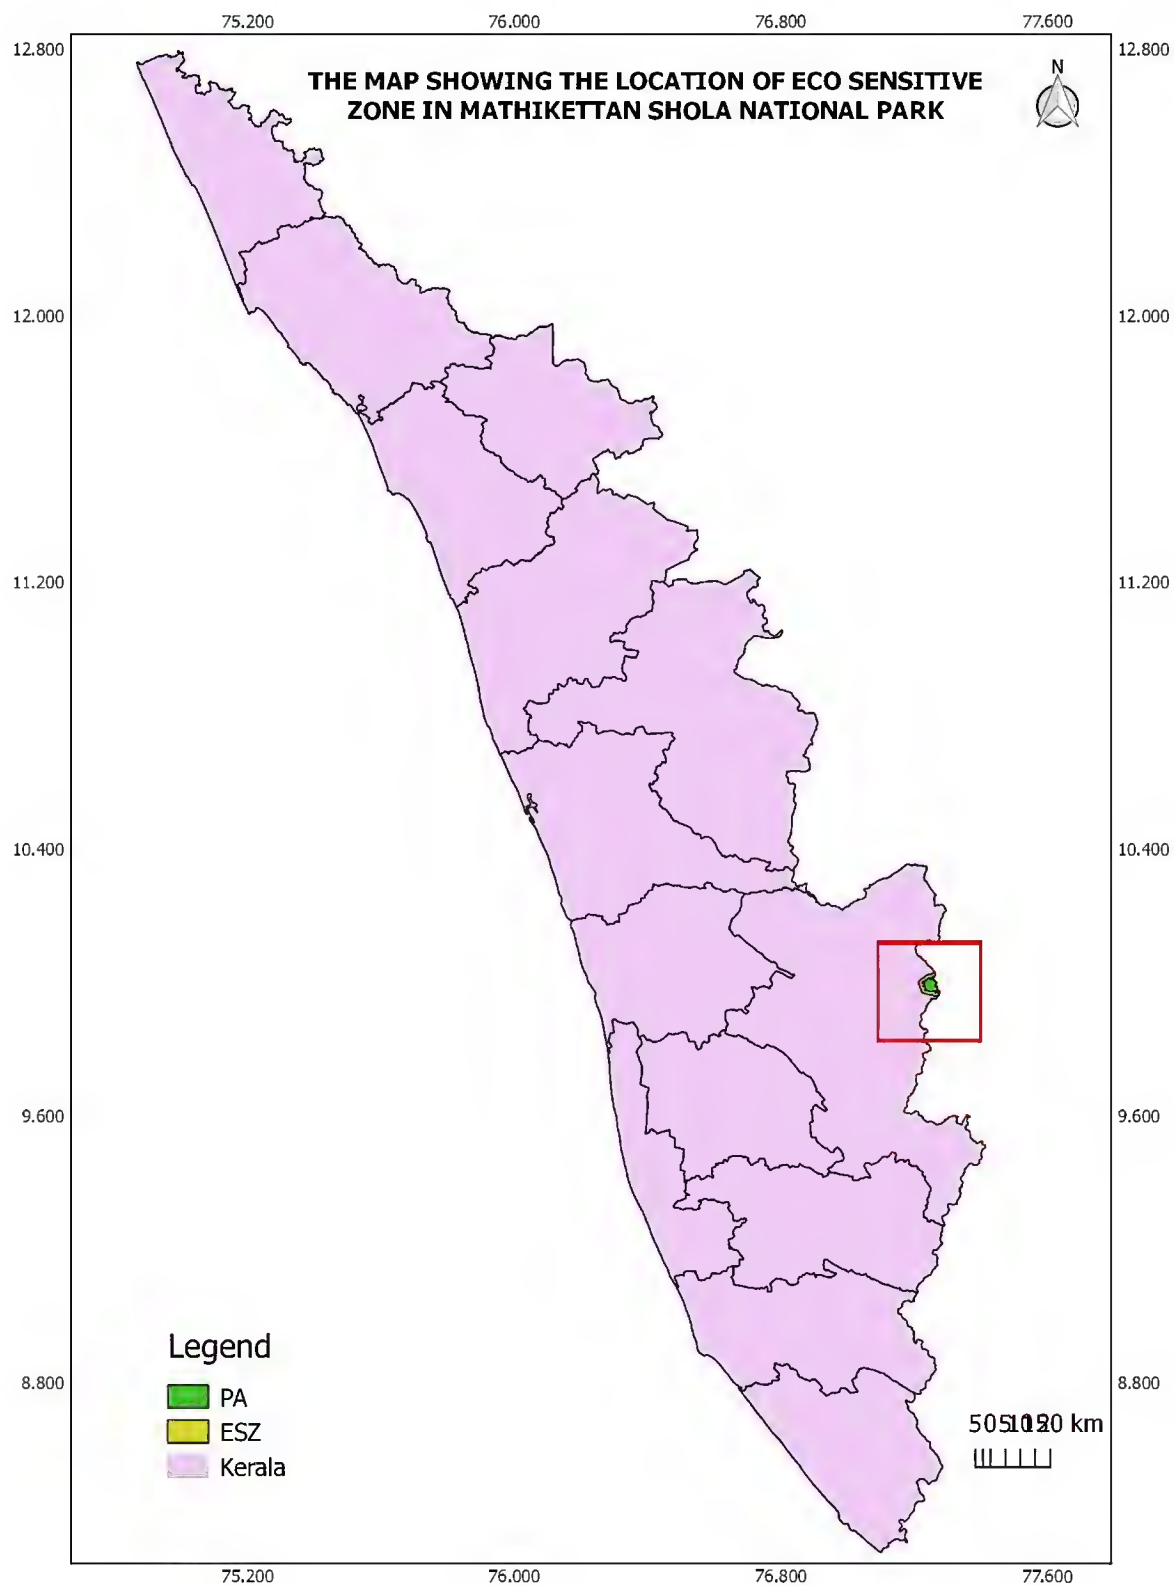 75.200 76.000 76.800 77.600
12.800 12.800
THE MAP SHOWING THE LOCATION OF ECO SENSITIVE
ZONE IN MATHIKETTAN SHOLA NATIONAL PARK
N
12.000 12.000
11.200 11.200
10.400 10.400
9.600 9.600
Legend
8.800 8.800
PA
ESZ
Kerala
km
75.200 76.000 76.800 77.600